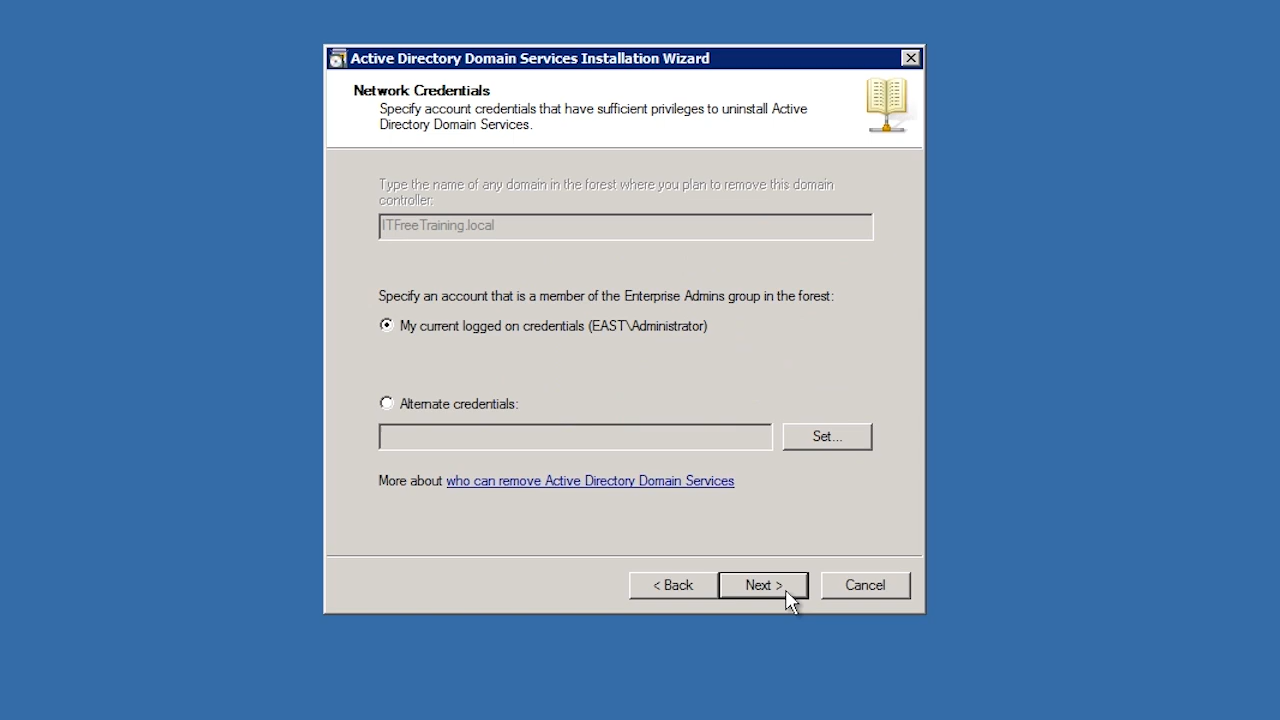 Active Directory Domain Services Installation Wizard
Network Credentials
Specify account credentials that have sufficient privileges to uninstall Active
Directory Domain Services.
Type the name of any domain in the forest where you plan to remove this domain
controller:
ITFreeTraining.local
Specify an account that is a member of the Enterprise Admins group in the forest:
My current logged on credentials (EAST\Administrator)
Alternate credentials:
Set...
More about who can remove Active Directory Domain Services
< Back Next > Cancel